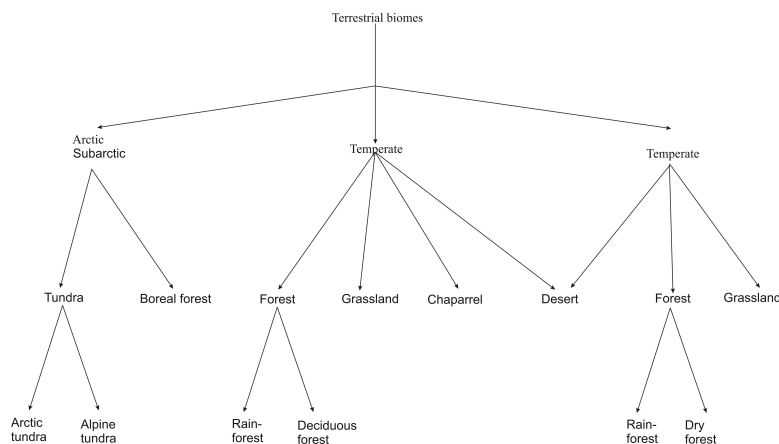 Terrestrial biomes
Arctic
Subarctic
Temperate
Temperate
Tundra
Boreal forest
Forest
Grassland
Chaparrel
Desert
Forest
Grassland
Arctic
tundra
Alpine
tundra
Rain-
forest
Deciduous
forest
Rain-
forest
Dry
forest